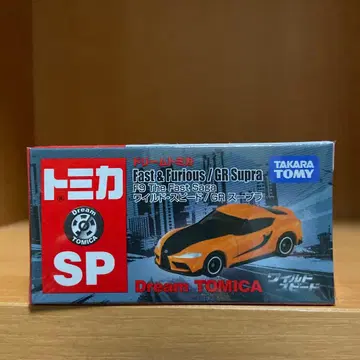 トミカ
Dream
TOMICA
SP
ドリームトミカ
Fast & Furious / GR Supra
F9 The Fast Saga
ワイルド・スピード / GR スープラ
TAKARA
TOMY
Dream TOMICA
ワイルド
スピード